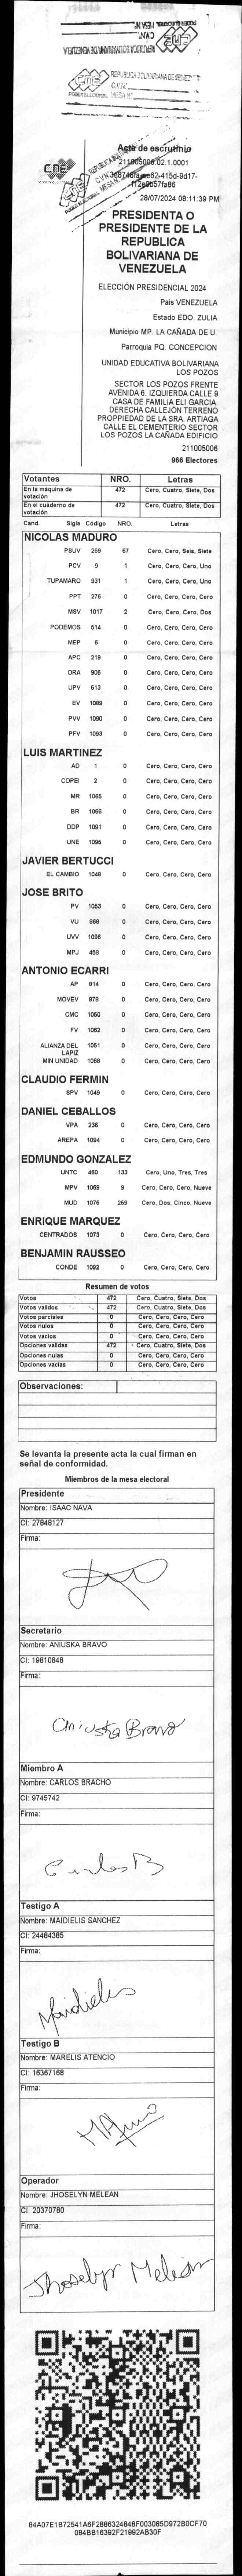 CNE
REPUBLICA BOLIVARIANA DE VENEZUELA
CNE
PODER ELECTORAL
MESA Nº
Acta de escrutinio
28/07/2024 08:11:39 PM
PRESIDENTA O
PRESIDENTE DE LA
REPUBLICA
BOLIVARIANA DE
VENEZUELA
ELECCIÓN PRESIDENCIAL 2024
País VENEZUELA
Estado EDO. ZULIA
Municipio MP. LA CAÑADA DE U.
Parroquia PQ. CONCEPCION
UNIDAD EDUCATIVA BOLIVARIANA
LOS POZOS
SECTOR LOS POZOS FRENTE
AVENIDA 6. IZQUIERDA CALLE 9
CASA DE FAMILIA ELI GARCIA.
DERECHA CALLEJÓN TERRENO
PROPPIEDAD DE LA SRA. ARTIAGA
CALLE EL CEMENTERIO SECTOR
LOS POZOS LA CAÑADA EDIFICIO
211005006
966 Electores
Votantes NRO. Letras
En la máquina de votación 472 Cero, Cuatro, Siete, Dos
En el cuaderno de votación 472 Cero, Cuatro, Siete, Dos
Cand. Sigla Código NRO. Letras
NICOLAS MADURO
PSUV 269 67 Cero, Cero, Seis, Siete
PCV 9 1 Cero, Cero, Cero, Uno
TUPAMARO 931 1 Cero, Cero, Cero, Uno
PPT 276 0 Cero, Cero, Cero, Cero
MSV 1017 2 Cero, Cero, Cero, Dos
PODEMOS 514 0 Cero, Cero, Cero, Cero
MEP 6 0 Cero, Cero, Cero, Cero
APC 219 0 Cero, Cero, Cero, Cero
ORA 906 0 Cero, Cero, Cero, Cero
UPV 513 0 Cero, Cero, Cero, Cero
EV 1089 0 Cero, Cero, Cero, Cero
PVV 1090 0 Cero, Cero, Cero, Cero
PFV 1093 0 Cero, Cero, Cero, Cero
LUIS MARTINEZ
AD 1 0 Cero, Cero, Cero, Cero
COPEI 2 0 Cero, Cero, Cero, Cero
MR 1065 0 Cero, Cero, Cero, Cero
BR 1066 0 Cero, Cero, Cero, Cero
DDP 1091 0 Cero, Cero, Cero, Cero
UNE 1095 0 Cero, Cero, Cero, Cero
JAVIER BERTUCCI
EL CAMBIO 1048 0 Cero, Cero, Cero, Cero
JOSE BRITO
PV 1053 0 Cero, Cero, Cero, Cero
VU 868 0 Cero, Cero, Cero, Cero
UVV 1096 0 Cero, Cero, Cero, Cero
MPJ 458 0 Cero, Cero, Cero, Cero
ANTONIO ECARRI
AP 914 0 Cero, Cero, Cero, Cero
MOVEV 978 0 Cero, Cero, Cero, Cero
CMC 1050 0 Cero, Cero, Cero, Cero
FV 1062 0 Cero, Cero, Cero, Cero
ALIANZA DEL LAPIZ 1051 0 Cero, Cero, Cero, Cero
MIN UNIDAD 1068 0 Cero, Cero, Cero, Cero
CLAUDIO FERMIN
SPV 1049 0 Cero, Cero, Cero, Cero
DANIEL CEBALLOS
VPA 236 0 Cero, Cero, Cero, Cero
AREPA 1094 0 Cero, Cero, Cero, Cero
EDMUNDO GONZALEZ
UNTC 460 133 Cero, Uno, Tres, Tres
MPV 1069 9 Cero, Cero, Cero, Nueve
MUD 1075 259 Cero, Dos, Cinco, Nueve
ENRIQUE MARQUEZ
CENTRADOS 1073 0 Cero, Cero, Cero, Cero
BENJAMIN RAUSSEO
CONDE 1092 0 Cero, Cero, Cero, Cero
Resumen de votos
Votos 472 Cero, Cuatro, Siete, Dos
Votos validos 472 Cero, Cuatro, Siete, Dos
Votos parciales 0 Cero, Cero, Cero, Cero
Votos nulos 0 Cero, Cero, Cero, Cero
Votos vacios 0 Cero, Cero, Cero, Cero
Opciones validas 472 Cero, Cuatro, Siete, Dos
Opciones nulas 0 Cero, Cero, Cero, Cero
Opciones vacias 0 Cero, Cero, Cero, Cero
Observaciones:
Se levanta la presente acta la cual firman en
señal de conformidad.
Miembros de la mesa electoral
Presidente
Nombre: ISAAC NAVA
CI: 27848127
Firma:
Secretario
Nombre: ANIUSKA BRAVO
CI: 19810848
Firma:
Aniuska Bravo
Miembro A
Nombre: CARLOS BRACHO
CI: 9745742
Firma:
Carlos B
Testigo A
Nombre: MAIDIELIS SANCHEZ
CI: 24484385
Firma:
Maidielis
Testigo B
Nombre: MARELIS ATENCIO
CI: 16367168
Firma:
Operador
Nombre: JHOSELYN MELEAN
CI: 20370780
Firma:
Jhoselyn Melean
84A07E1B72541A6F2886324848F003085D972B0CF70
084BB16392F21992AB30F